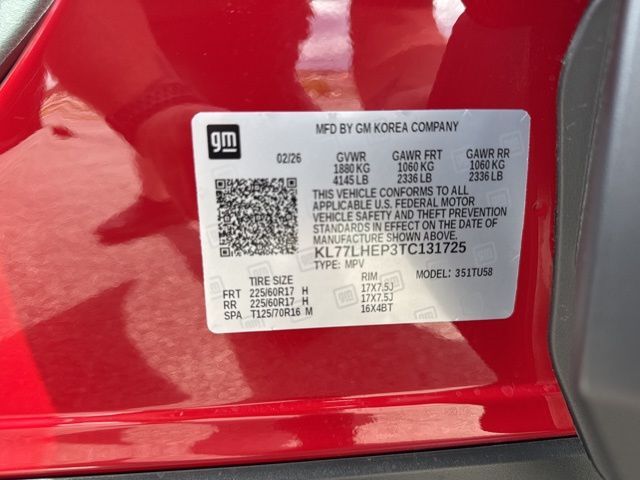 gm
MFD BY GM KOREA COMPANY
02/26 GVWR GAWR FRT GAWR RR
1880 KG 1060 KG 1060 KG
4145 LB 2336 LB 2336 LB
THIS VEHICLE CONFORMS TO ALL
APPLICABLE U.S. FEDERAL MOTOR
VEHICLE SAFETY AND THEFT PREVENTION
STANDARDS IN EFFECT ON THE DATE OF
MANUFACTURE SHOWN ABOVE.
KL77LHEP3TC131725
TYPE: MPV MODEL: 351TU58
TIRE SIZE RIM
FRT 225/60R17 H 17X7.5J
RR 225/60R17 H 17X7.5J
SPA T125/70R16 M 16X4BT